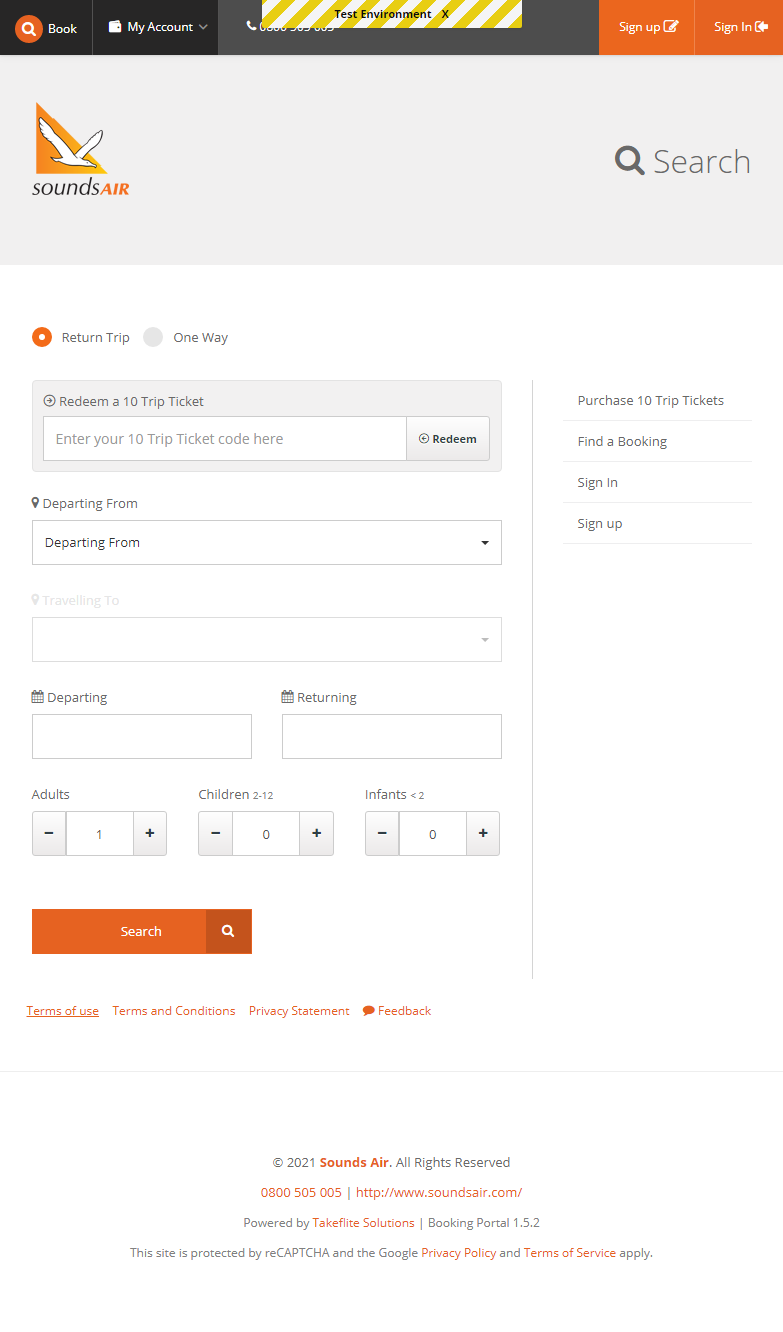 Book
My Account
Test Environment X
0800 505 005
Sign up
Sign In
soundsAIR
Search
Return Trip
One Way
Redeem a 10 Trip Ticket
Enter your 10 Trip Ticket code here
Redeem
Purchase 10 Trip Tickets
Find a Booking
Sign In
Sign up
Departing From
Departing From
Travelling To
Departing
Returning
Adults
Children 2-12
Infants < 2
− 1 +
− 0 +
− 0 +
Search
Terms of use
Terms and Conditions
Privacy Statement
Feedback
© 2021 Sounds Air. All Rights Reserved
0800 505 005 | http://www.soundsair.com/
Powered by Takeflite Solutions | Booking Portal 1.5.2
This site is protected by reCAPTCHA and the Google Privacy Policy and Terms of Service apply.